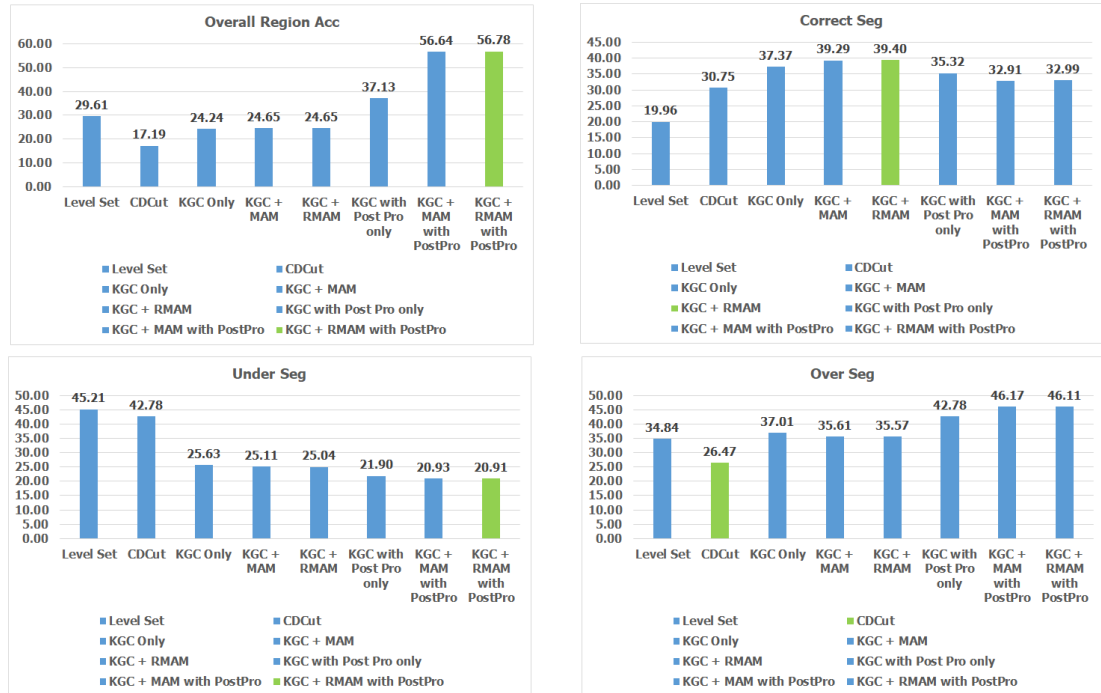 Overall Region Acc
60.00
50.00
40.00
30.00
20.00
10.00
0.00
29.61
17.19
24.24
24.65
24.65
37.13
56.64
56.78
Level Set CDCut KGC Only KGC + KGC + KGC with KGC + KGC +
MAM RMAM Post Pro MAM RMAM
only with with
PostPro PostPro
Level Set CDCut
KGC Only KGC + MAM
KGC + RMAM KGC with Post Pro only
KGC + MAM with PostPro KGC + RMAM with PostPro
Correct Seg
45.00
40.00
35.00
30.00
25.00
20.00
15.00
10.00
5.00
0.00
19.96
30.75
37.37
39.29
39.40
35.32
32.91
32.99
Level Set CDCut KGC Only KGC + KGC + KGC with KGC + KGC +
MAM RMAM Post Pro MAM RMAM
only with with
PostPro PostPro
Level Set CDCut
KGC Only KGC + MAM
KGC + RMAM KGC with Post Pro only
KGC + MAM with PostPro KGC + RMAM with PostPro
Under Seg
50.00
45.00
40.00
35.00
30.00
25.00
20.00
15.00
10.00
5.00
0.00
45.21
42.78
25.63
25.11
25.04
21.90
20.93
20.91
Level Set CDCut KGC Only KGC + KGC + KGC with KGC + KGC +
MAM RMAM Post Pro MAM RMAM
only with with
PostPro PostPro
Level Set CDCut
KGC Only KGC + MAM
KGC + RMAM KGC with Post Pro only
KGC + MAM with PostPro KGC + RMAM with PostPro
Over Seg
50.00
45.00
40.00
35.00
30.00
25.00
20.00
15.00
10.00
5.00
0.00
34.84
26.47
37.01
35.61
35.57
42.78
46.17
46.11
Level Set CDCut KGC Only KGC + KGC + KGC with KGC + KGC +
MAM RMAM Post Pro MAM RMAM
only with with
PostPro PostPro
Level Set CDCut
KGC Only KGC + MAM
KGC + RMAM KGC with Post Pro only
KGC + MAM with PostPro KGC + RMAM with PostPro